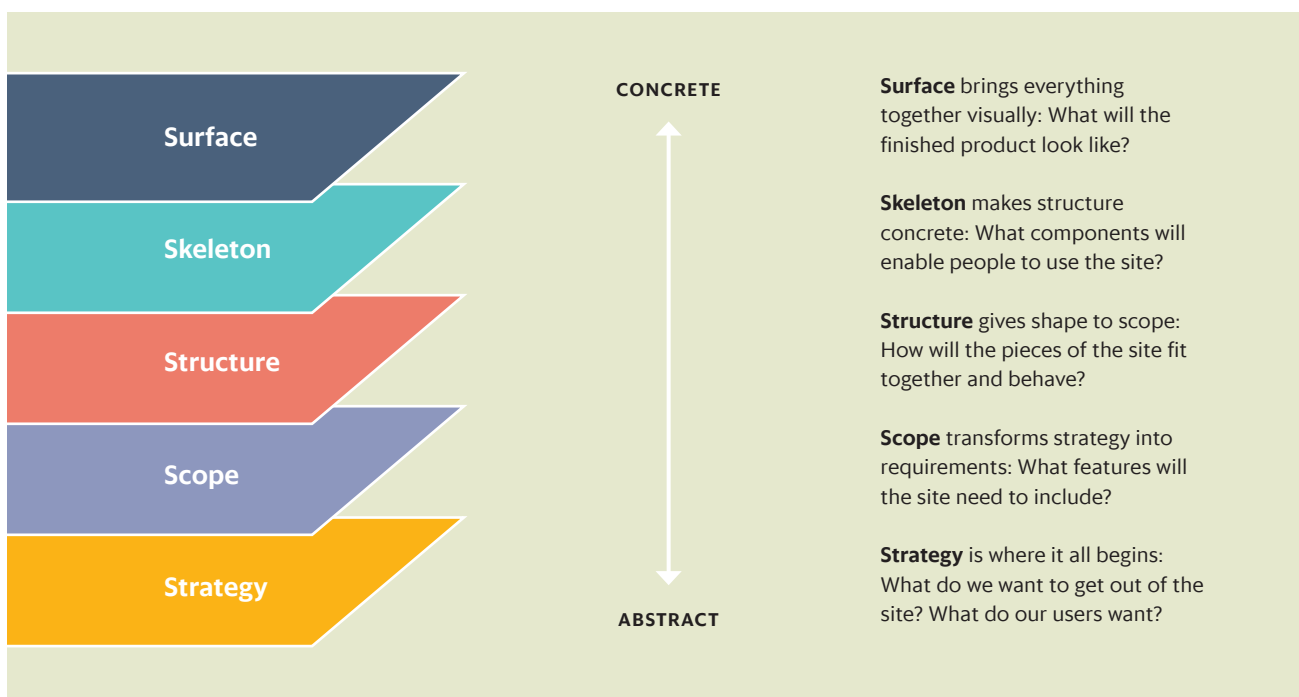 Surface
Skeleton
Structure
Scope
Strategy
CONCRETE
ABSTRACT
Surface brings everything
together visually: What will the
finished product look like?
Skeleton makes structure
concrete: What components will
enable people to use the site?
Structure gives shape to scope:
How will the pieces of the site fit
together and behave?
Scope transforms strategy into
requirements: What features will
the site need to include?
Strategy is where it all begins:
What do we want to get out of the
site? What do our users want?